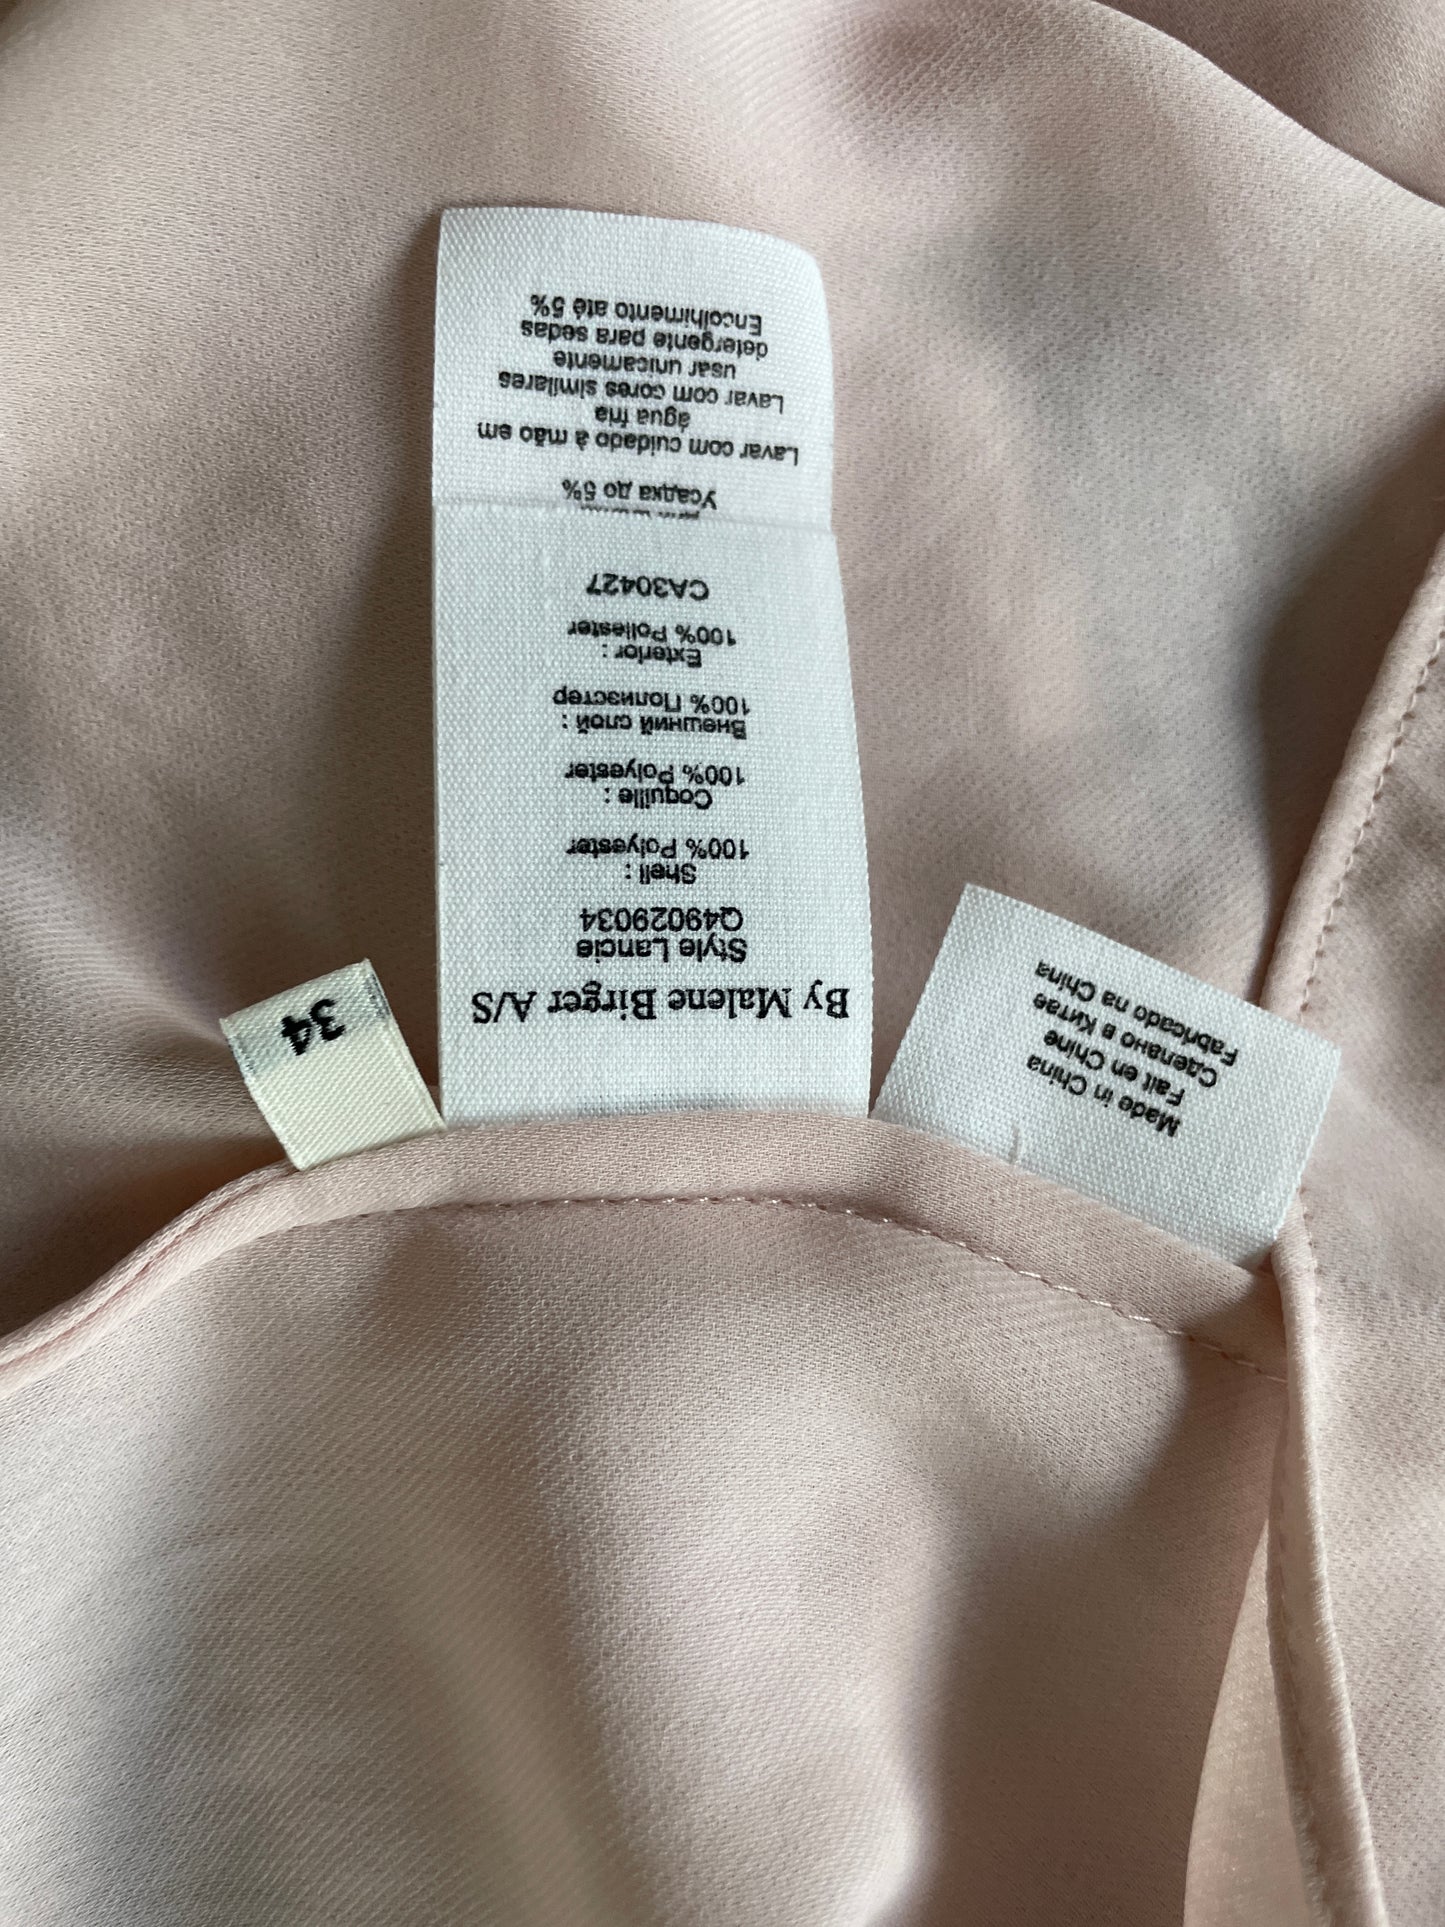 34
By Malene Birger A/S
Style Lancie
Q49029034
Shell :
100% Polyester
Coquille :
100% Polyester
Внешний слой :
100% Полиэстер
Exterior :
100% Poliester
CA30427
Усадка до 5%
Lavar com cuidado à mão em
água fria
Lavar com cores similares
usar unicamente
detergente para sedas
Encolhimento até 5%
Made in China
Fait en Chine
Сделано в Китае
Fabricado na China